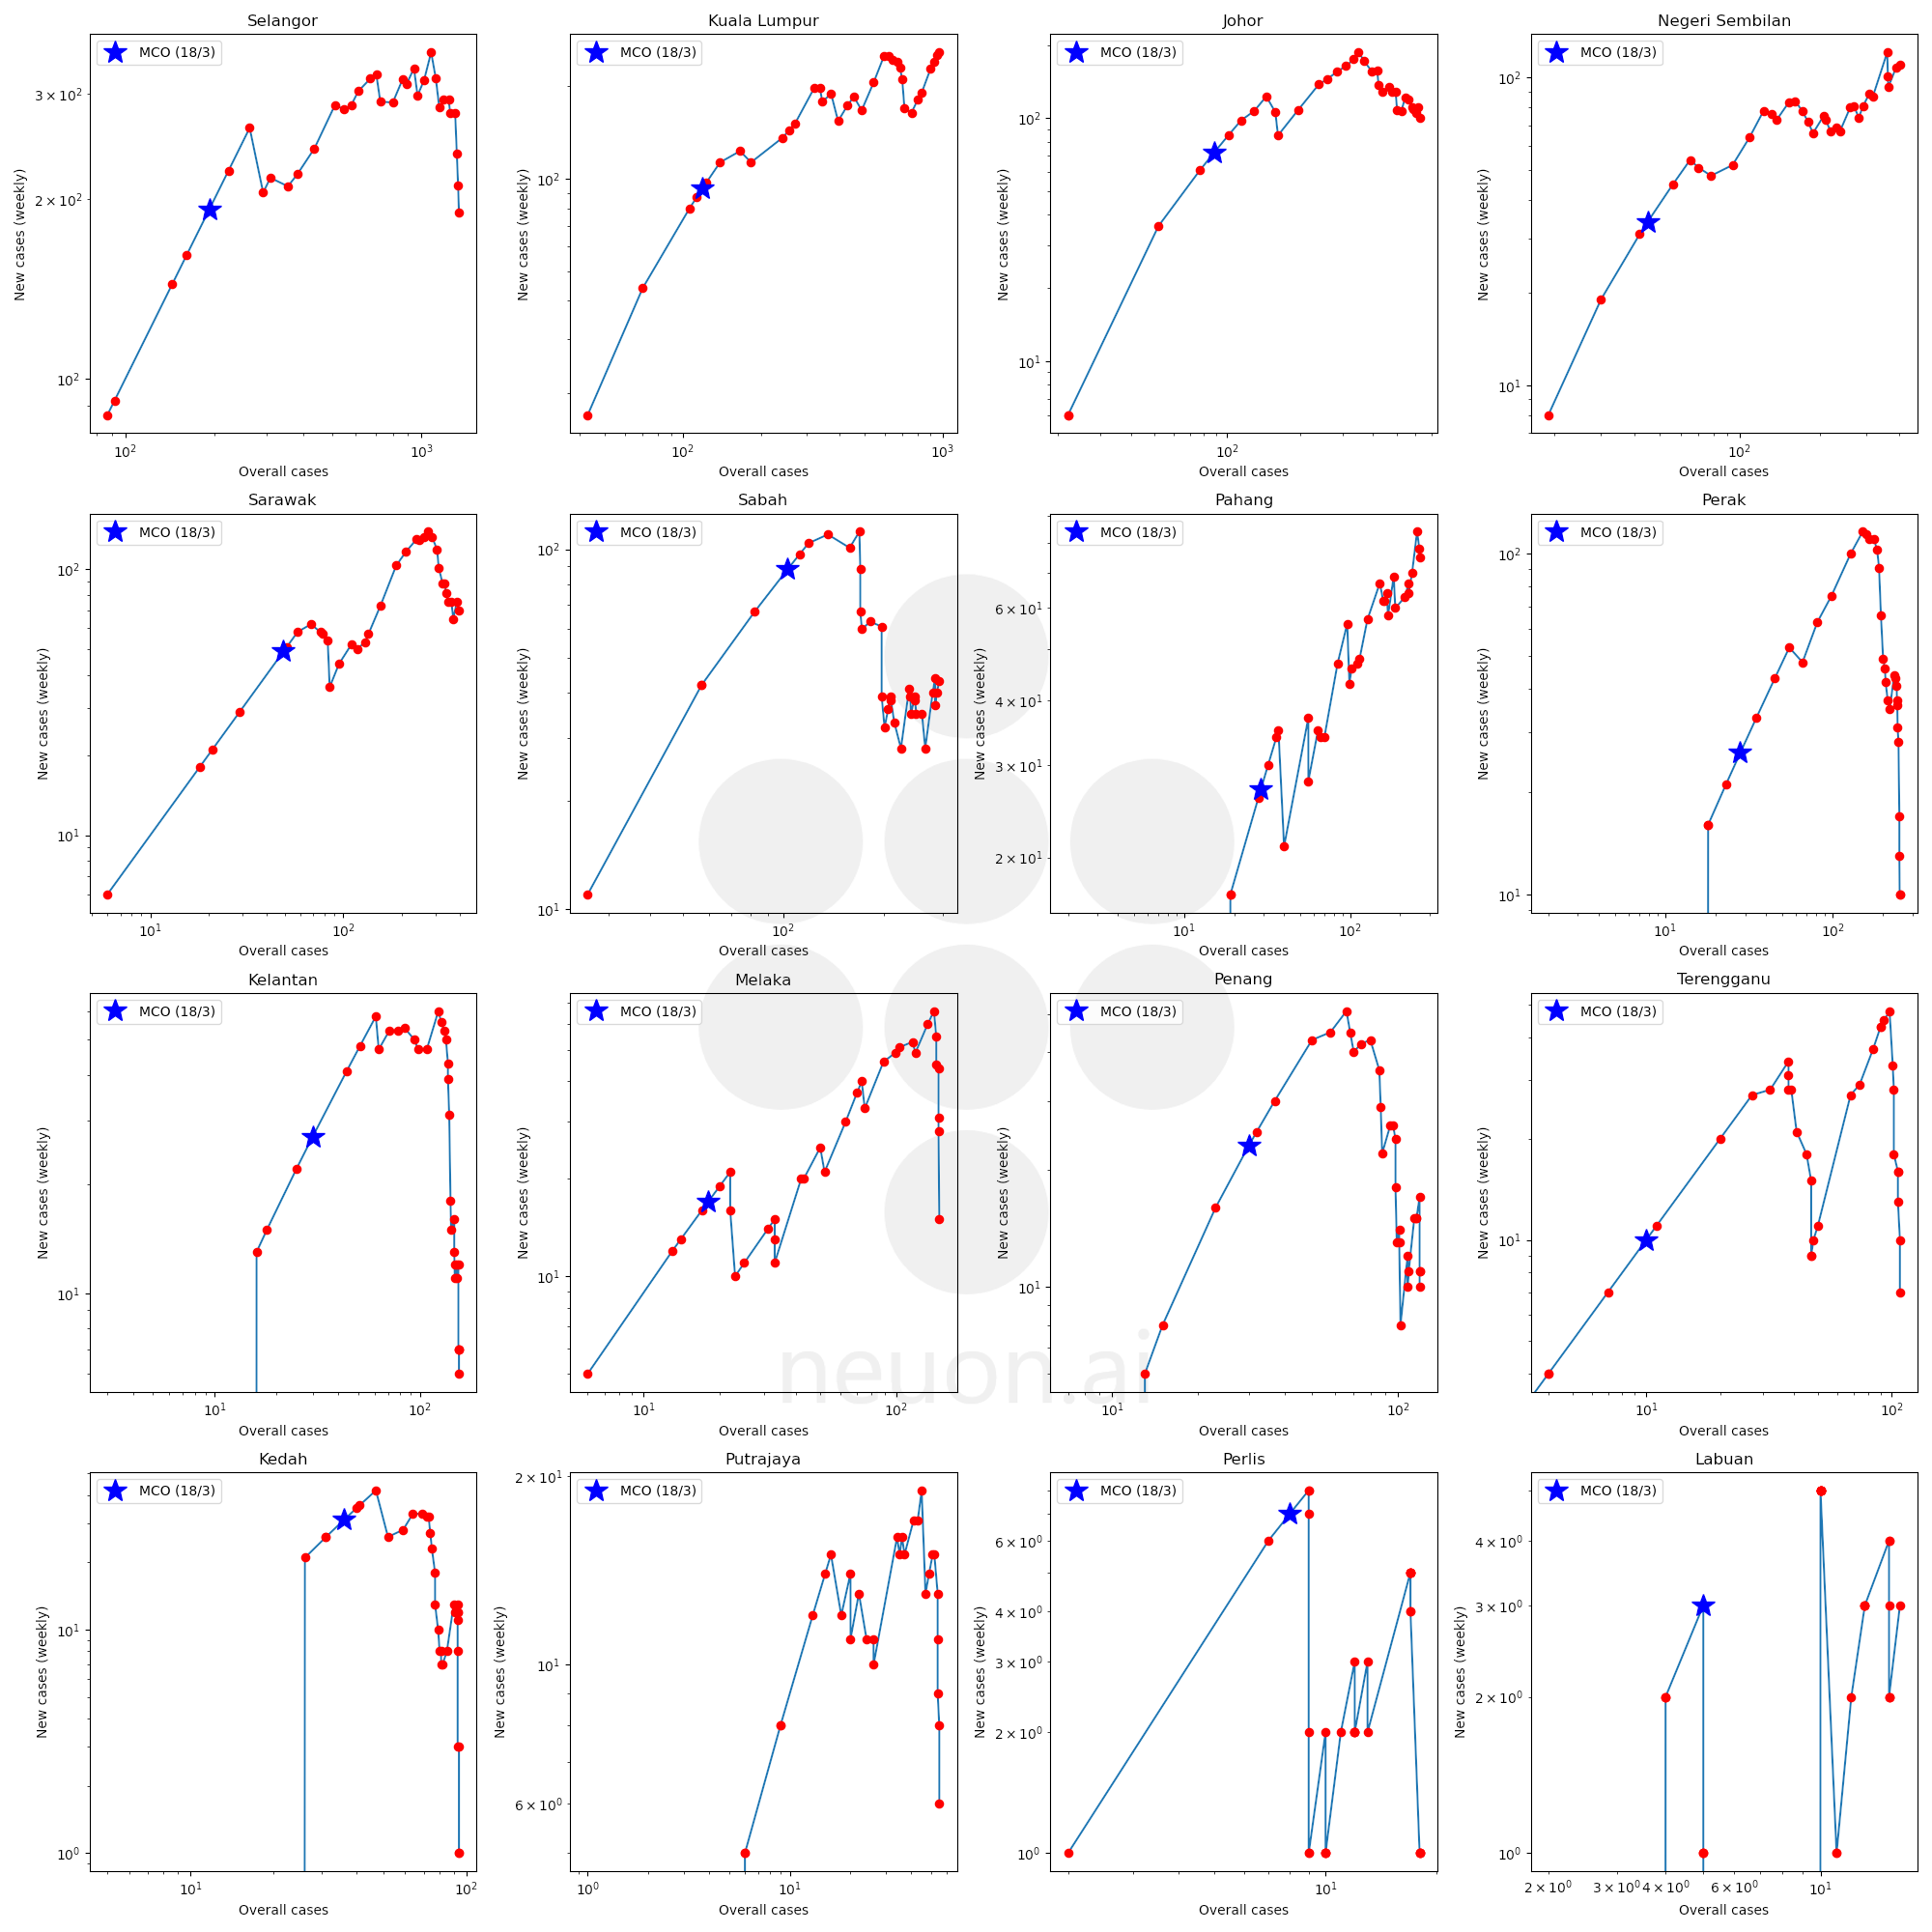 Selangor
MCO (18/3)
New cases (weekly)
3 × 10²
2 × 10²
10²
10² 10³
Overall cases
Kuala Lumpur
MCO (18/3)
New cases (weekly)
10²
10² 10³
Overall cases
Johor
MCO (18/3)
New cases (weekly)
10²
10¹
10²
Overall cases
Negeri Sembilan
MCO (18/3)
New cases (weekly)
10²
10¹
10²
Overall cases
Sarawak
MCO (18/3)
New cases (weekly)
10²
10¹
10¹ 10²
Overall cases
Sabah
MCO (18/3)
New cases (weekly)
10²
10¹
10²
Overall cases
Pahang
MCO (18/3)
New cases (weekly)
6 × 10¹
4 × 10¹
3 × 10¹
2 × 10¹
10¹ 10²
Overall cases
Perak
MCO (18/3)
New cases (weekly)
10²
10¹
10¹ 10²
Overall cases
Kelantan
MCO (18/3)
New cases (weekly)
10¹
10¹ 10²
Overall cases
Melaka
MCO (18/3)
New cases (weekly)
10¹
10¹ 10²
Overall cases
Penang
MCO (18/3)
New cases (weekly)
10¹
10¹ 10²
Overall cases
Terengganu
MCO (18/3)
New cases (weekly)
10¹
10¹ 10²
Overall cases
neuon.ai
Kedah
MCO (18/3)
New cases (weekly)
10¹
10⁰
10¹ 10²
Overall cases
Putrajaya
MCO (18/3)
New cases (weekly)
2 × 10¹
10¹
6 × 10⁰
10⁰ 10¹
Overall cases
Perlis
MCO (18/3)
New cases (weekly)
6 × 10⁰
4 × 10⁰
3 × 10⁰
2 × 10⁰
10⁰
10¹
Overall cases
Labuan
MCO (18/3)
New cases (weekly)
4 × 10⁰
3 × 10⁰
2 × 10⁰
10⁰
2 × 10⁰ 3 × 10⁰ 4 × 10⁰ 6 × 10⁰ 10¹
Overall cases